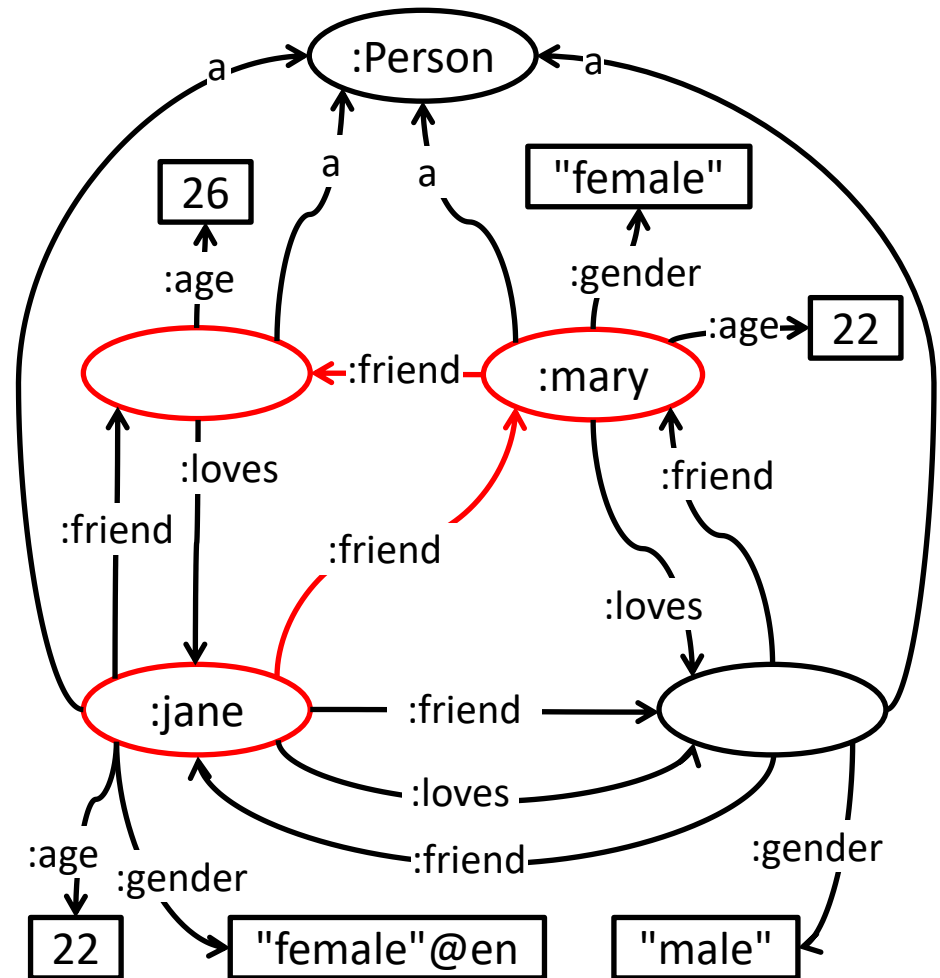 :Person
a
a
a
a
"female"
26
:gender
:age
:age
22
:friend
:mary
:loves
:friend
:friend
:friend
:loves
:jane
:friend
:loves
:friend
:age
:gender
:gender
22
"female"@en
"male"